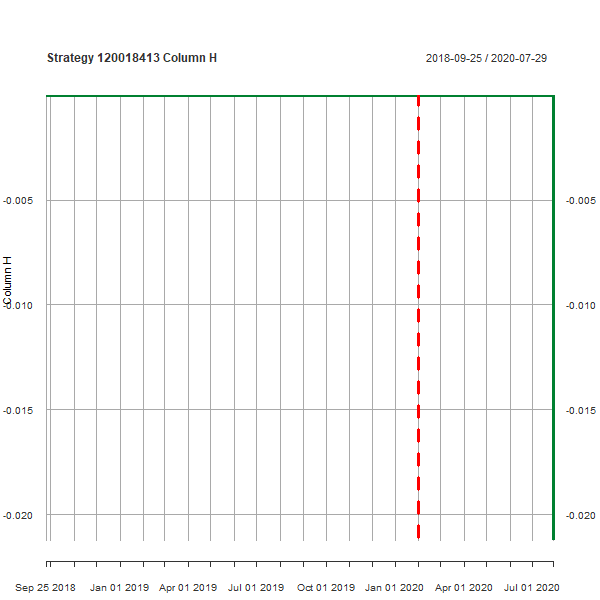 Strategy 120018413 Column H
2018-09-25 / 2020-07-29
-0.005
-0.005
Column H
-0.010
-0.010
-0.015
-0.015
-0.020
-0.020
Sep 25 2018
Jan 01 2019
Apr 01 2019
Jul 01 2019
Oct 01 2019
Jan 01 2020
Apr 01 2020
Jul 01 2020